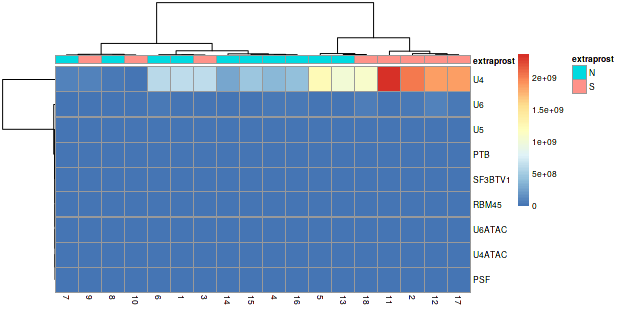 extraprost
U4
U6
U5
PTB
SF3BTV1
RBM45
U6ATAC
U4ATAC
PSF
7 9 8 10 6 1 3 14 15 4 16 5 13 18 11 2 12 17
2e+09
1.5e+09
1e+09
5e+08
0
extraprost
N
S